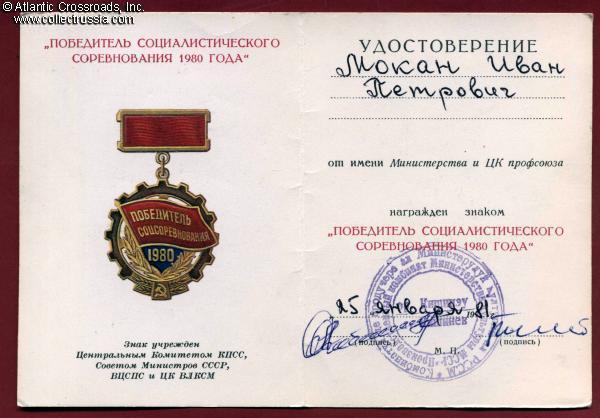 © Atlantic Crossroads, Inc.
www.collectrussia.com
„ПОБЕДИТЕЛЬ СОЦИАЛИСТИЧЕСКОГО
СОРЕВНОВАНИЯ 1980 ГОДА“
ПОБЕДИТЕЛЬ
СОЦСОРЕВНОВАНИЯ
1980
Знак учрежден
Центральным Комитетом КПСС,
Советом Министров СССР,
ВЦСПС и ЦК ВЛКСМ
УДОСТОВЕРЕНИЕ
Мокан Иван
Петрович
от имени Министерства и ЦК профсоюза
награжден знаком
„ПОБЕДИТЕЛЬ СОЦИАЛИСТИЧЕСКОГО
СОРЕВНОВАНИЯ 1980 ГОДА“
25 января 1981 г.
(подпись) М. П. (подпись)